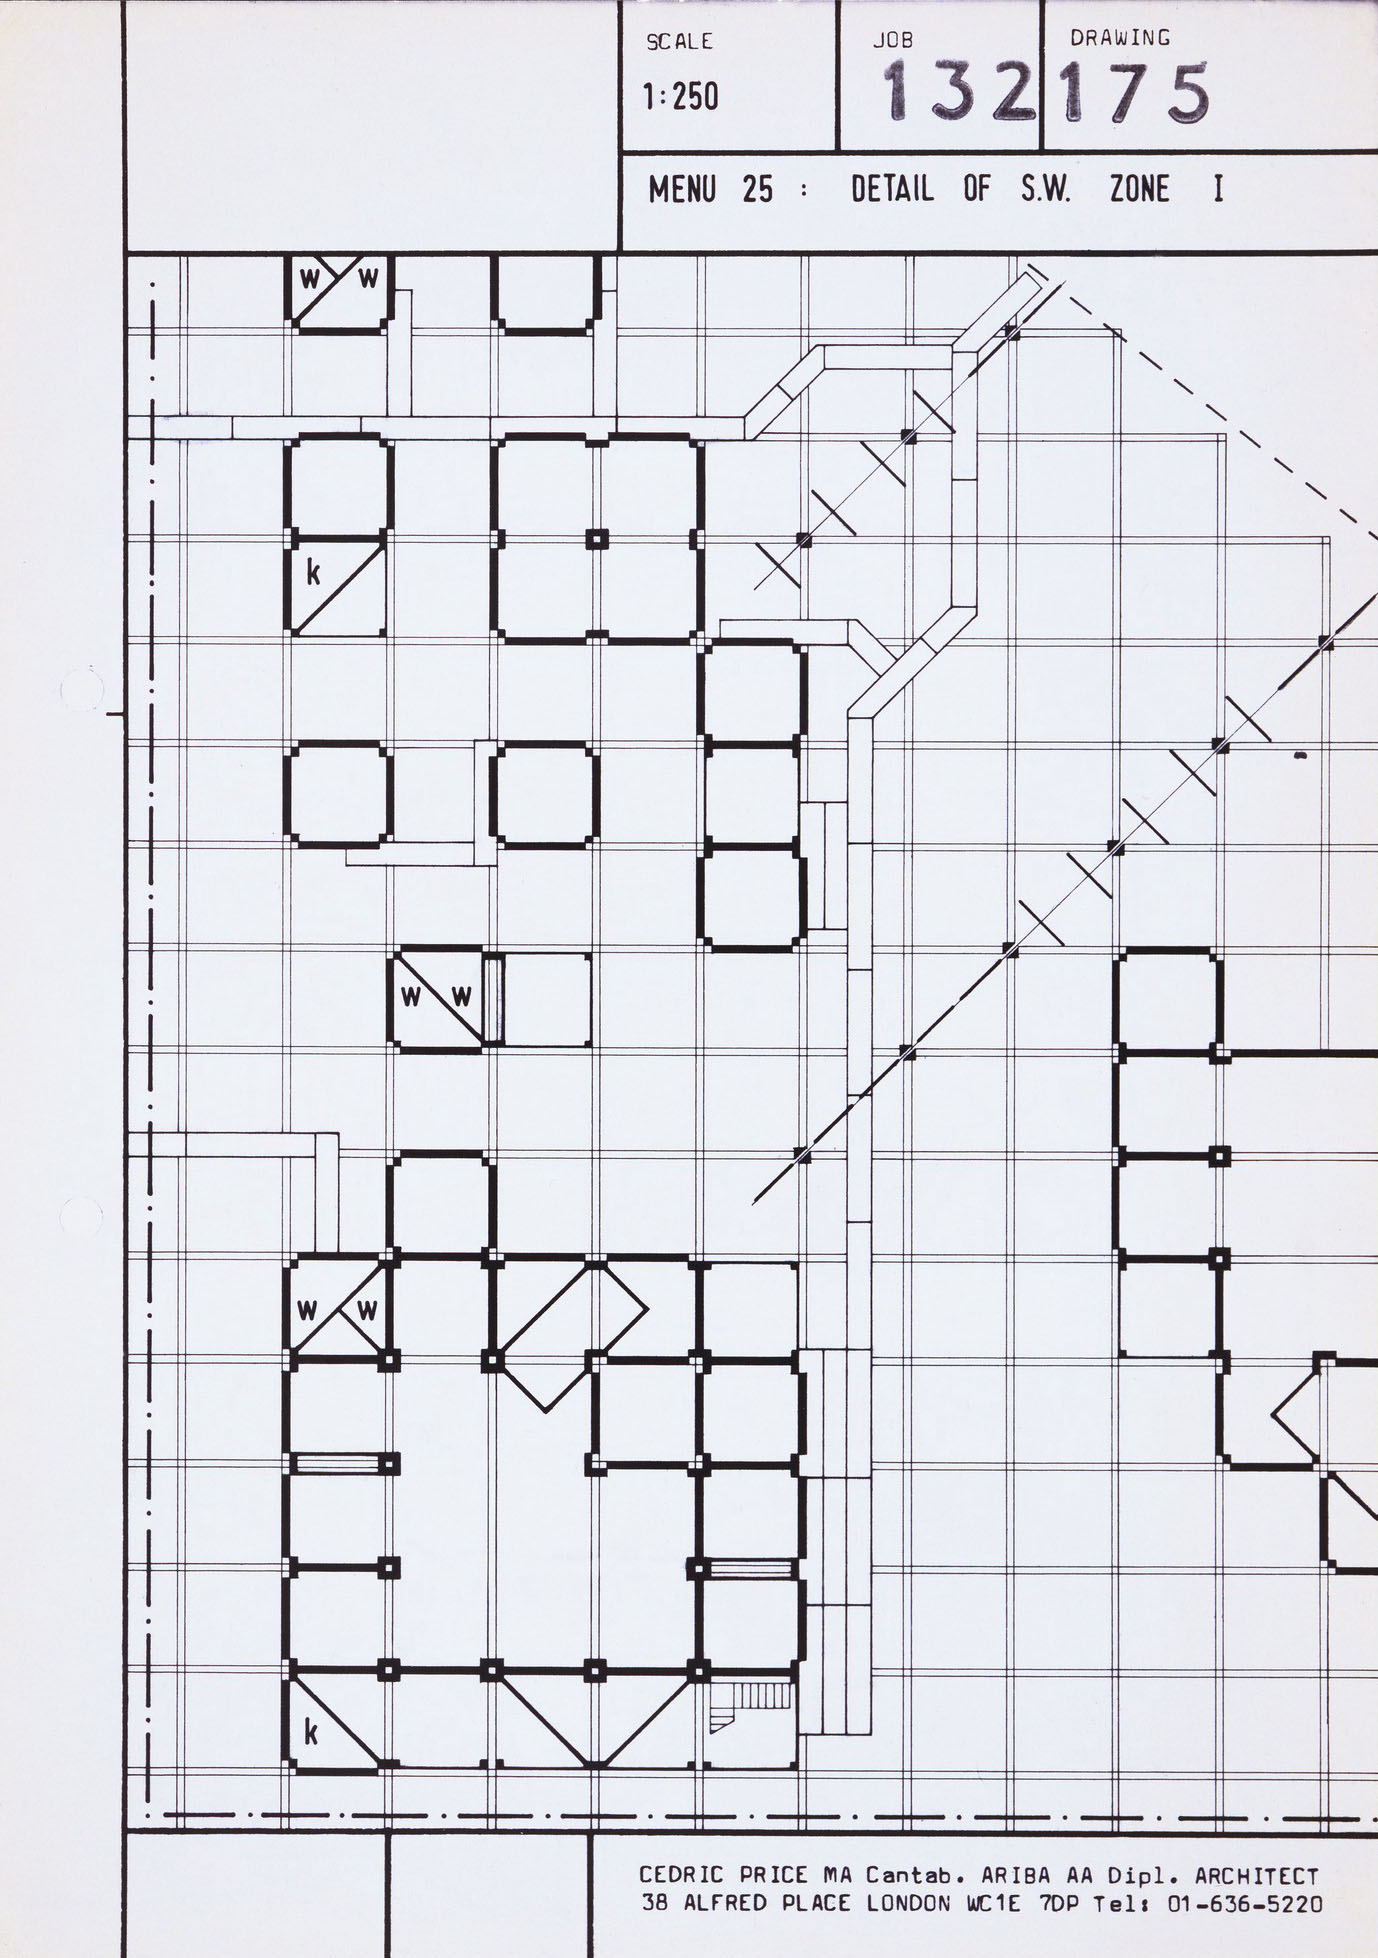 SCALE
1:250
JOB
132
DRAWING
175
MENU 25 : DETAIL OF S.W. ZONE I
W W
k
W W
W W
k
CEDRIC PRICE MA Cantab. ARIBA AA Dipl. ARCHITECT
38 ALFRED PLACE LONDON WC1E 7DP Tel: 01-636-5220